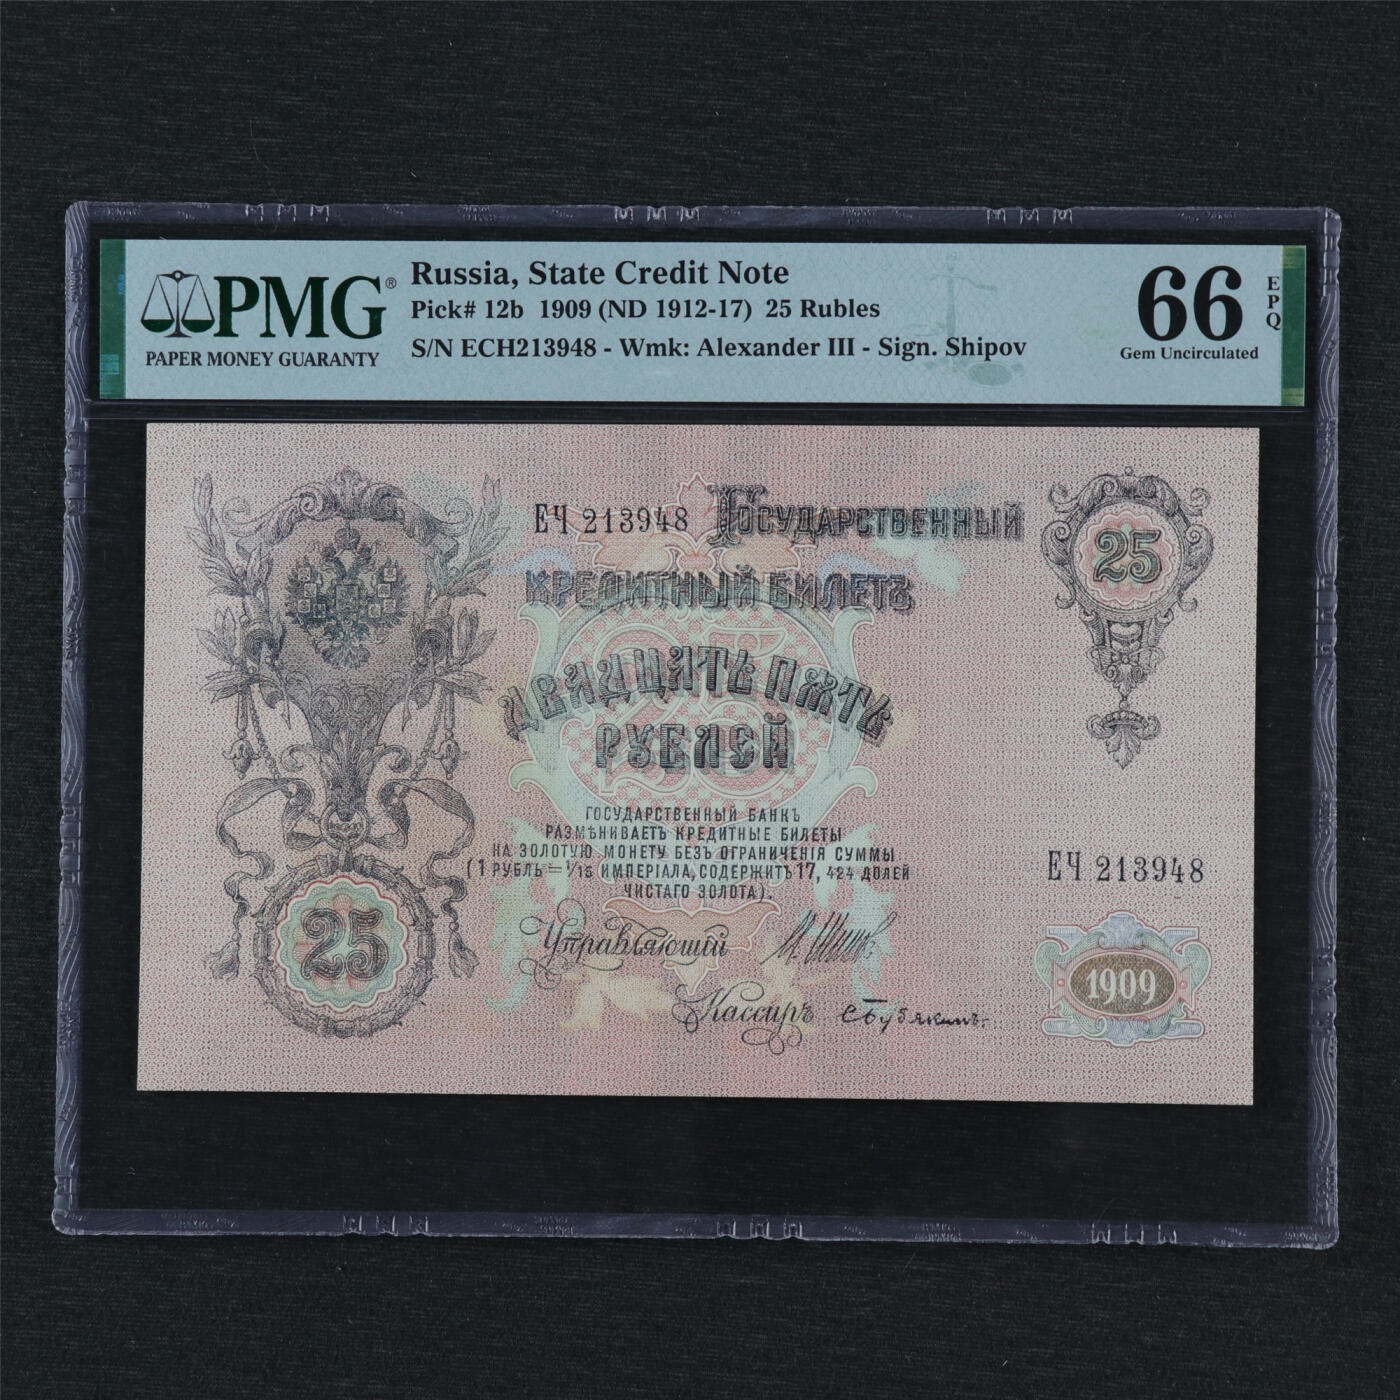 PMG®
PAPER MONEY GUARANTY
Russia, State Credit Note
Pick# 12b 1909 (ND 1912-17) 25 Rubles
S/N ECH213948 - Wmk: Alexander III - Sign. Shipov
66
EPQ
Gem Uncirculated
ЕЧ 213948 ГОСУДАРСТВЕННЫЙ
КРЕДИТНЫЙ БИЛЕТЪ
25
ДВАДЦАТЬ ПЯТЬ
РУБЛЕЙ
25
ГОСУДАРСТВЕННЫЙ БАНКЪ
РАЗМѢНИВАЕТЪ КРЕДИТНЫЕ БИЛЕТЫ
НА ЗОЛОТУЮ МОНЕТУ БЕЗЪ ОГРАНИЧЕНІЯ СУММЫ
(1 РУБЛЬ = 1/15 ИМПЕРІАЛА, СОДЕРЖИТЪ 17,424 ДОЛЕЙ
ЧИСТАГО ЗОЛОТА).
ЕЧ 213948
25
Управляющій
Кассиръ
1909